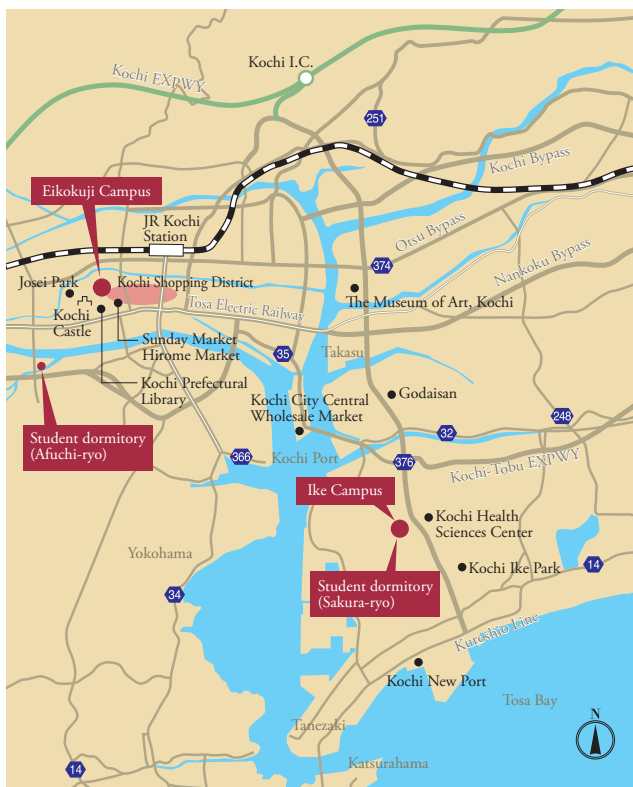 Kochi I.C.
Kochi EXPWY
251
Kochi Bypass
Eikokuji Campus
JR Kochi
Station
Otsu Bypass
374
Nankoku Bypass
Josei Park
Kochi Shopping District
The Museum of Art, Kochi
Kochi
Castle
Tosa Electric Railway
Sunday Market
Hirome Market
35
Takasu
Kochi Prefectural
Library
Kochi City Central
Wholesale Market
Godaisan
248
32
Student dormitory
(Afuchi-ryo)
366
Kochi Port
376
Kochi-Tobu EXPWY
Ike Campus
Kochi Health
Sciences Center
Yokohama
Kochi Ike Park
14
Student dormitory
(Sakura-ryo)
34
Kuroshio Line
Kochi New Port
Tosa Bay
Tanezaki
N
Katsurahama
14